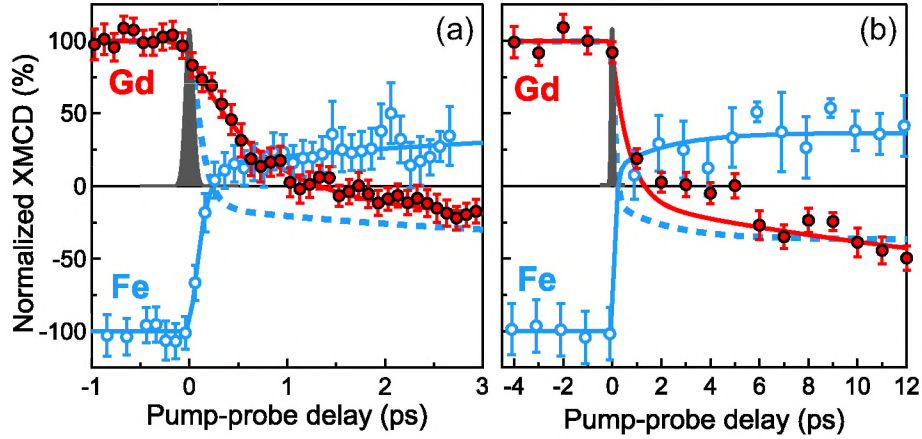 Normalized XMCD (%)
100
50
0
-50
-100
(a)
Gd
Fe
-1
0
1
2
3
Pump-probe delay (ps)
(b)
Gd
Fe
-4
-2
0
2
4
6
8
10
12
Pump-probe delay (ps)